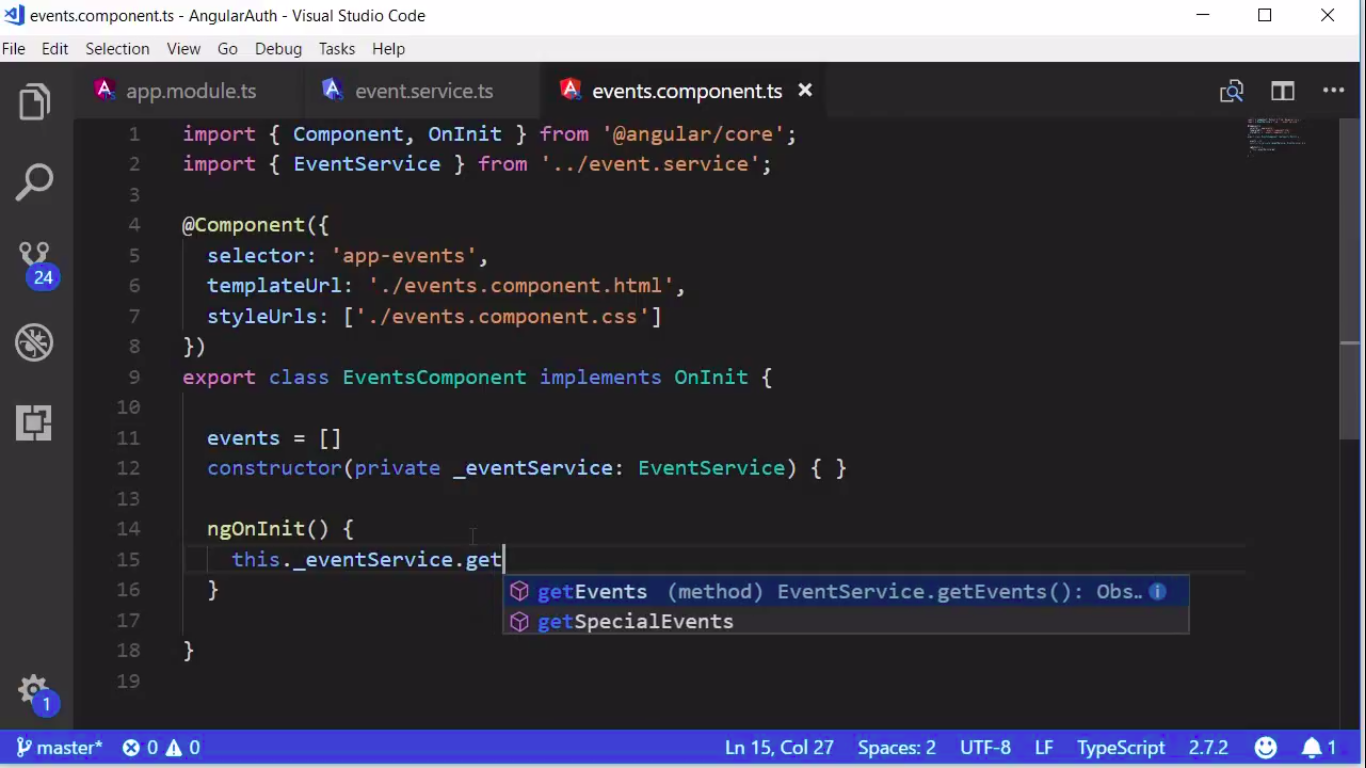 events.component.ts - AngularAuth - Visual Studio Code
File Edit Selection View Go Debug Tasks Help
app.module.ts event.service.ts events.component.ts
1 import { Component, OnInit } from '@angular/core';
2 import { EventService } from '../event.service';
3
4 @Component({
5 selector: 'app-events',
6 templateUrl: './events.component.html',
7 styleUrls: ['./events.component.css']
8 })
9 export class EventsComponent implements OnInit {
10
11 events = []
12 constructor(private _eventService: EventService) { }
13
14 ngOnInit() {
15 this._eventService.get
16 }
getEvents (method) EventService.getEvents(): Obs..
17
getSpecialEvents
18 }
19
24
1
master* 0 0 Ln 15, Col 27 Spaces: 2 UTF-8 LF TypeScript 2.7.2 1